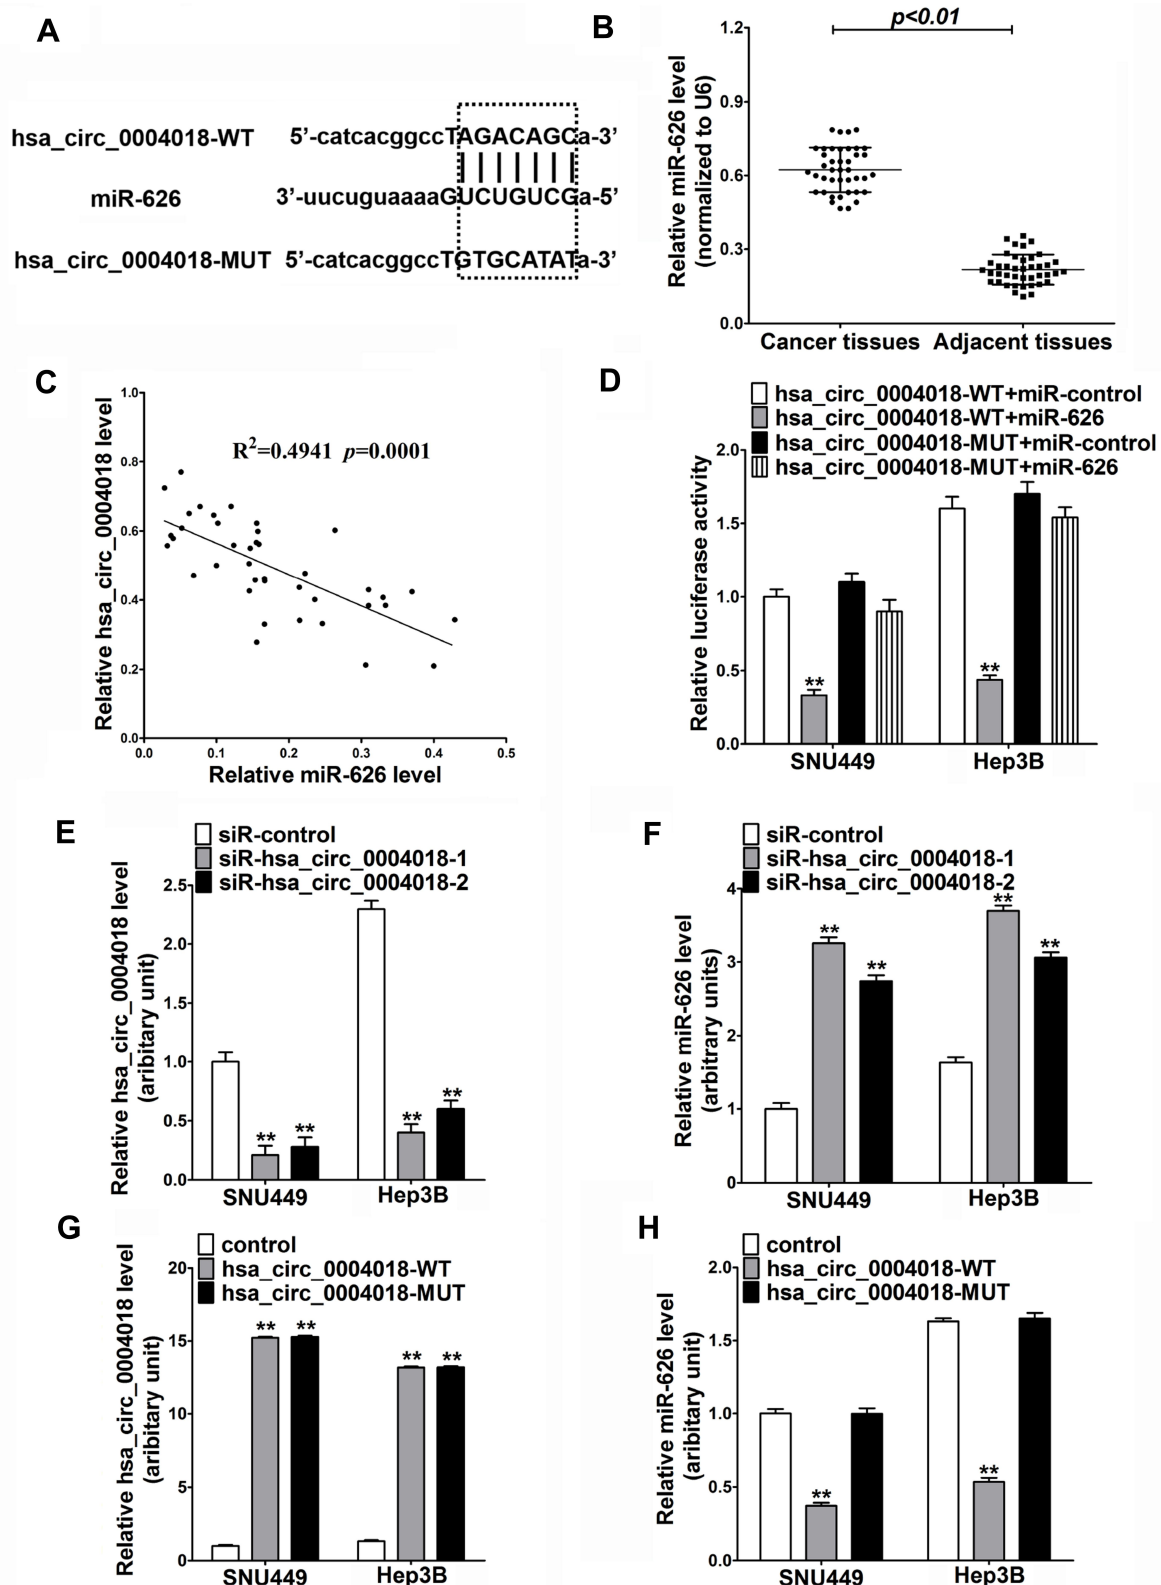 A
hsa_circ_0004018-WT 5’-catcacggccTAGACAGCa-3’
miR-626 3’-uucuguaaaaGUCUGUCGa-5’
hsa_circ_0004018-MUT 5’-catcacggccTGTGCATATa-3’
B
p<0.01
Relative miR-626 level
(normalized to U6)
1.2
0.9
0.6
0.3
0.0
Cancer tissues Adjacent tissues
C
Relative hsa_circ_0004018 level
R²=0.4941 p=0.0001
1.0
0.8
0.6
0.4
0.2
0.0
0.0 0.1 0.2 0.3 0.4 0.5
Relative miR-626 level
D
hsa_circ_0004018-WT+miR-control
hsa_circ_0004018-WT+miR-626
hsa_circ_0004018-MUT+miR-control
hsa_circ_0004018-MUT+miR-626
Relative luciferase activity
2.0
1.5
1.0
0.5
0.0
** **
SNU449 Hep3B
E
siR-control
siR-hsa_circ_0004018-1
siR-hsa_circ_0004018-2
Relative hsa_circ_0004018 level
(aribitary unit)
2.5
2.0
1.5
1.0
0.5
0.0
** ** ** **
SNU449 Hep3B
F
siR-control
siR-hsa_circ_0004018-1
siR-hsa_circ_0004018-2
Relative miR-626 level
(arbitrary units)
4
3
2
1
0
** ** ** **
SNU449 Hep3B
G
control
hsa_circ_0004018-WT
hsa_circ_0004018-MUT
Relative hsa_circ_0004018 level
(aribitary unit)
20
15
10
5
0
** ** ** **
SNU449 Hep3B
H
control
hsa_circ_0004018-WT
hsa_circ_0004018-MUT
Relative miR-626 level
(aribitary unit)
2.0
1.5
1.0
0.5
0.0
** **
SNU449 Hep3B